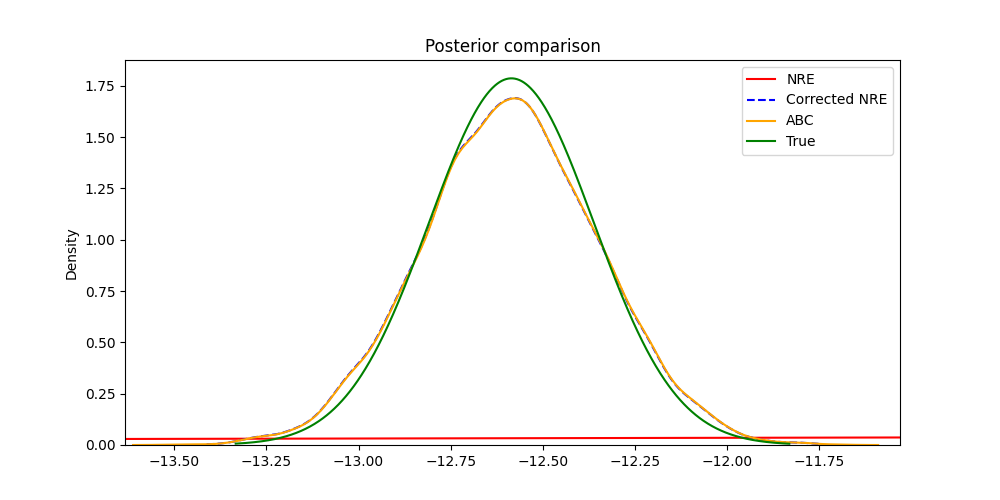 Posterior comparison
NRE
Corrected NRE
ABC
True
Density
1.75
1.50
1.25
1.00
0.75
0.50
0.25
0.00
−13.50 −13.25 −13.00 −12.75 −12.50 −12.25 −12.00 −11.75